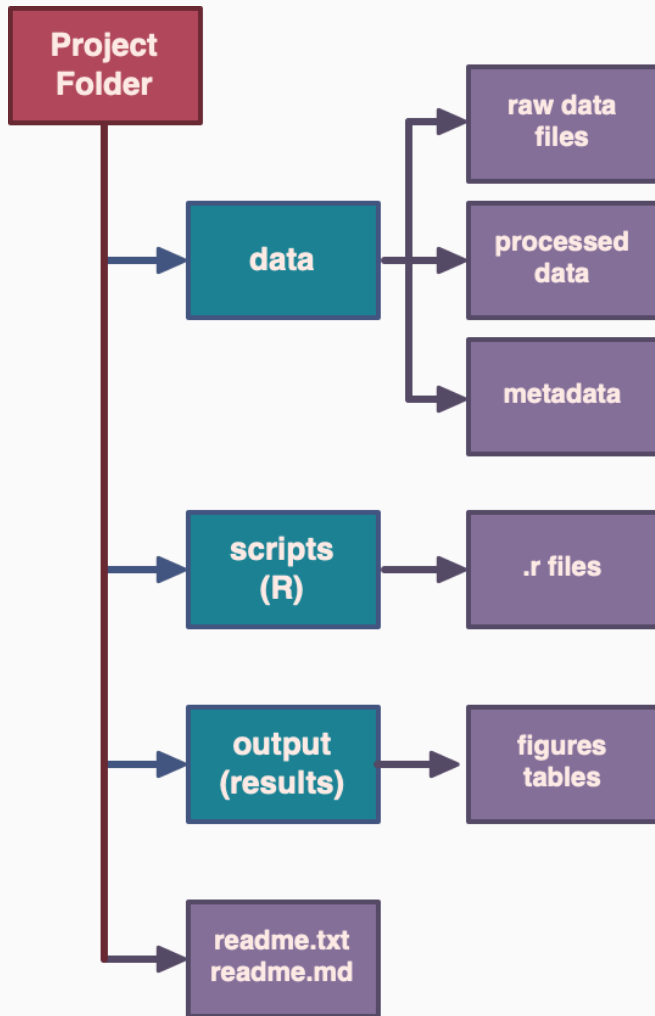 Project
Folder
raw data
files
data
processed
data
metadata
scripts
(R)
.r files
output
(results)
figures
tables
readme.txt
readme.md